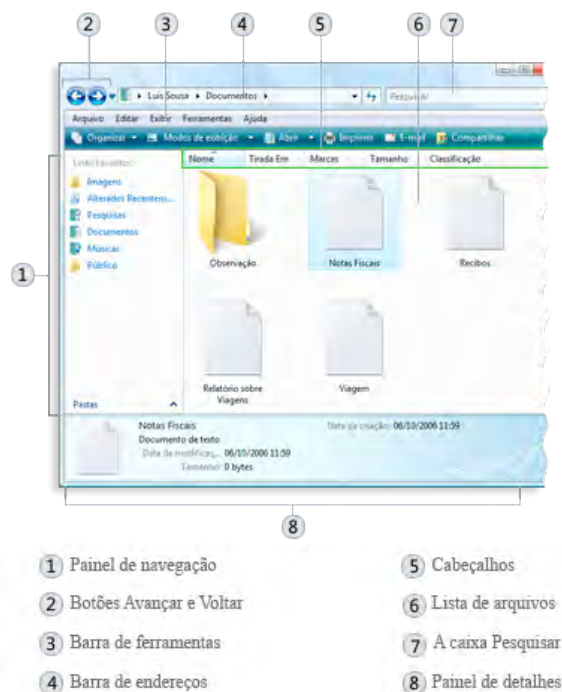 2 3 4 5 6 7
Luis Sousa Documentos Pesquisar
Arquivo Editar Exibir Ferramentas Ajuda
Organizar Modos de exibição Abrir Imprimir E-mail Compartilhar
Links Favoritos
Nome Tirada Em Marcas Tamanho Classificação
Imagens
Alterados Recentem...
Pesquisas
Documentos
Músicas
Público
1
Observação Notas Fiscais Recibos
Relatório sobre Viagens Viagem
Pastas
Notas Fiscais Data de criação: 06/10/2006 11:59
Documento de texto
Data de modificaç... 06/10/2006 11:59
Tamanho: 0 bytes
8
1 Painel de navegação
2 Botões Avançar e Voltar
3 Barra de ferramentas
4 Barra de endereços
5 Cabeçalhos
6 Lista de arquivos
7 A caixa Pesquisar
8 Painel de detalhes